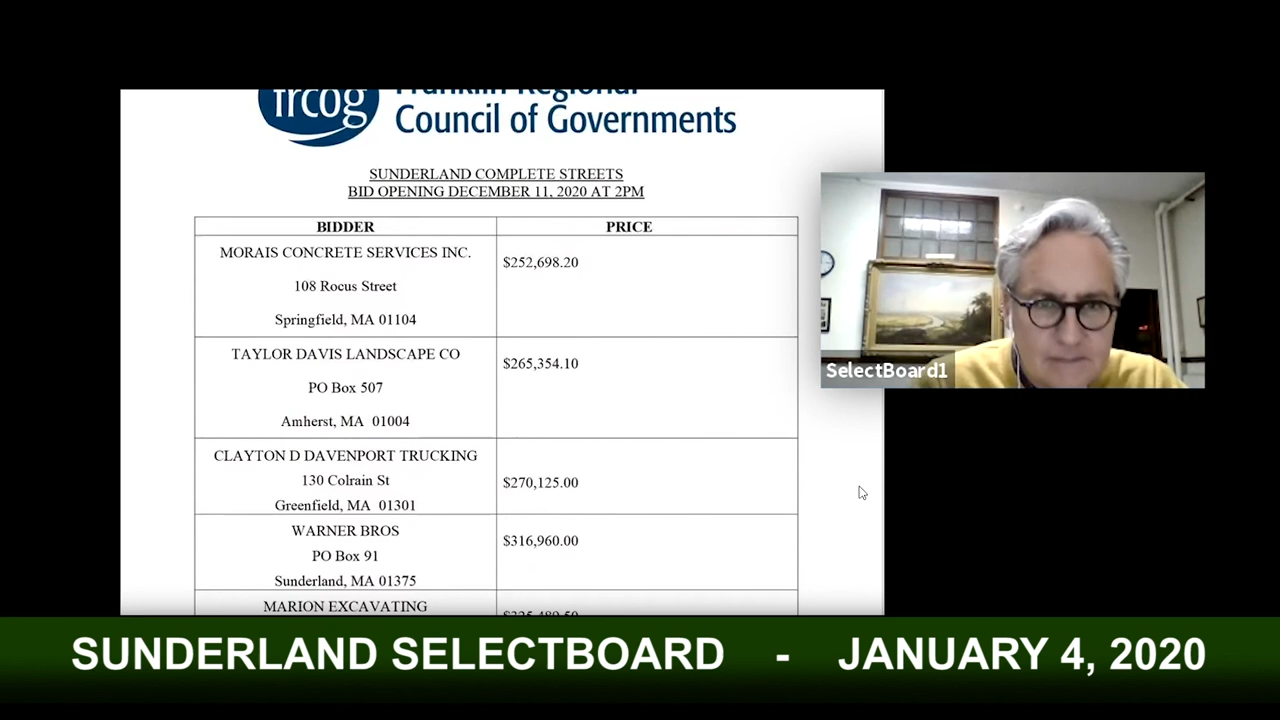 frcog
Franklin Regional
Council of Governments
SUNDERLAND COMPLETE STREETS
BID OPENING DECEMBER 11, 2020 AT 2PM
BIDDER PRICE
MORAIS CONCRETE SERVICES INC.
$252,698.20
108 Rocus Street
Springfield, MA 01104
TAYLOR DAVIS LANDSCAPE CO
$265,354.10
PO Box 507
Amherst, MA 01004
CLAYTON D DAVENPORT TRUCKING
130 Colrain St
$270,125.00
Greenfield, MA 01301
WARNER BROS
$316,960.00
PO Box 91
Sunderland, MA 01375
MARION EXCAVATING
SelectBoard1
SUNDERLAND SELECTBOARD - JANUARY 4, 2020